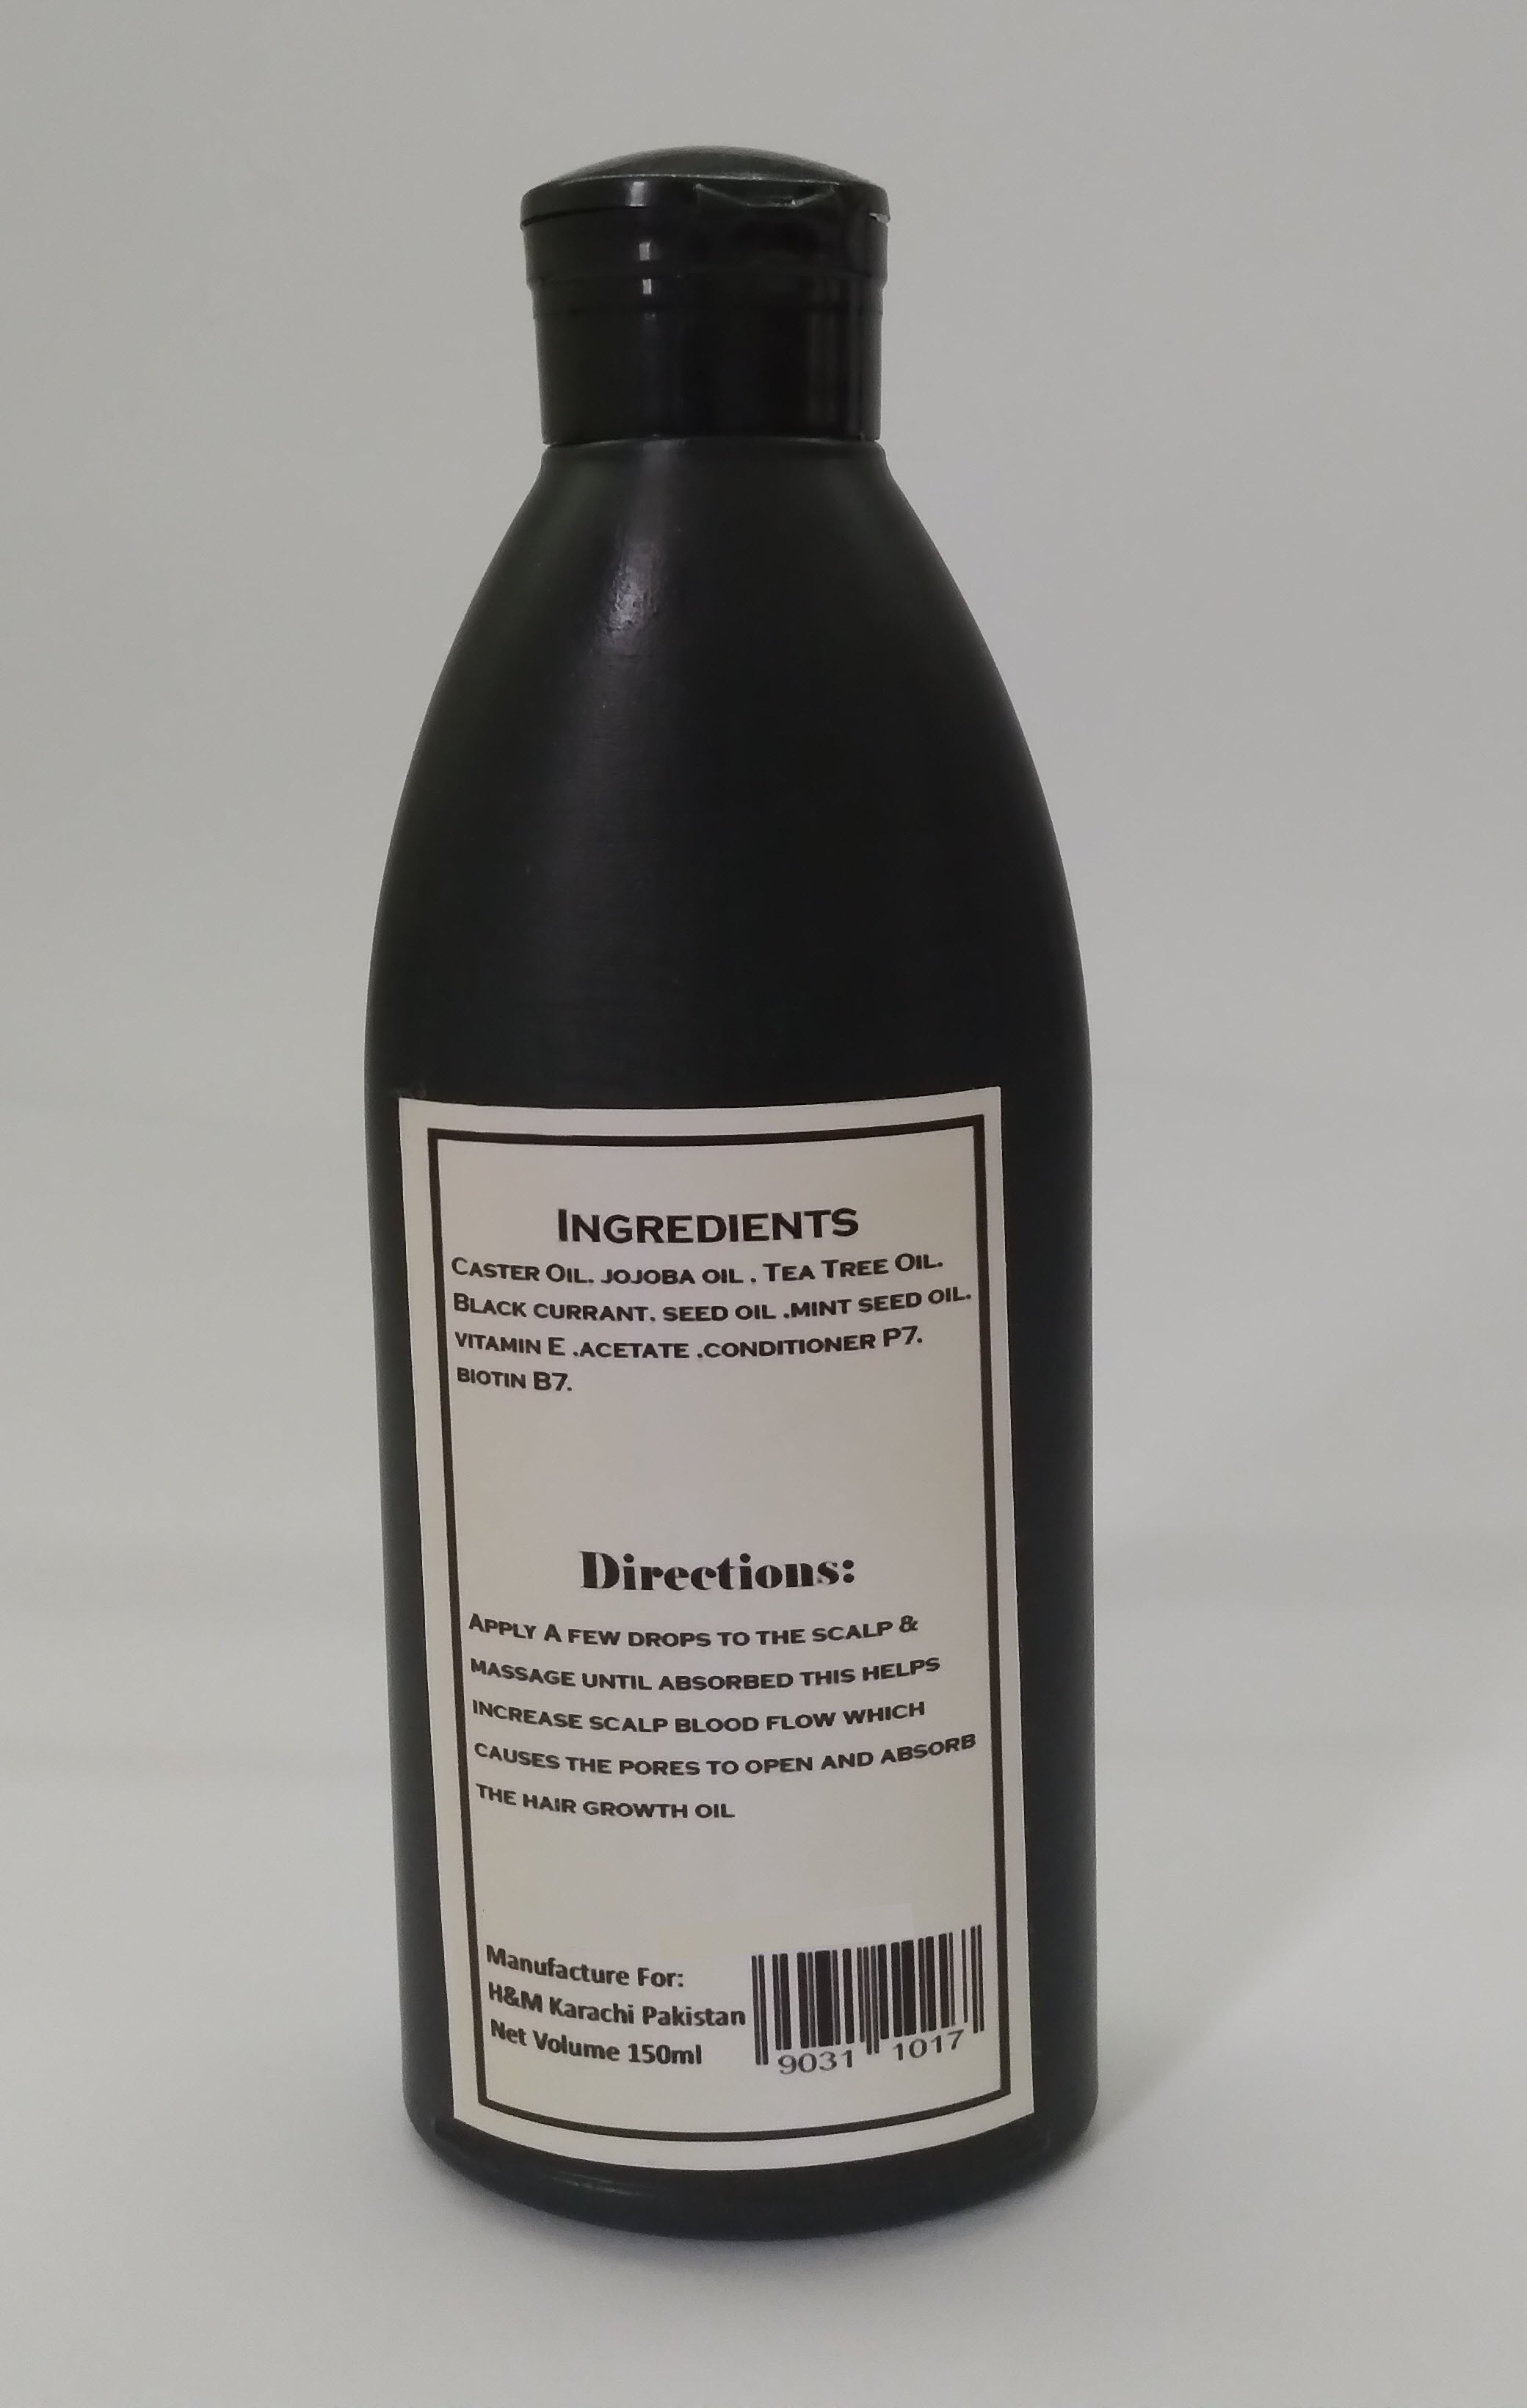 INGREDIENTS
CASTER OIL. JOJOBA OIL . TEA TREE OIL.
BLACK CURRANT. SEED OIL .MINT SEED OIL.
VITAMIN E .ACETATE .CONDITIONER P7.
BIOTIN B7.
Directions:
APPLY A FEW DROPS TO THE SCALP &
MASSAGE UNTIL ABSORBED THIS HELPS
INCREASE SCALP BLOOD FLOW WHICH
CAUSES THE PORES TO OPEN AND ABSORB
THE HAIR GROWTH OIL
Manufacture For:
H&M Karachi Pakistan
Net Volume 150ml
9031 1017